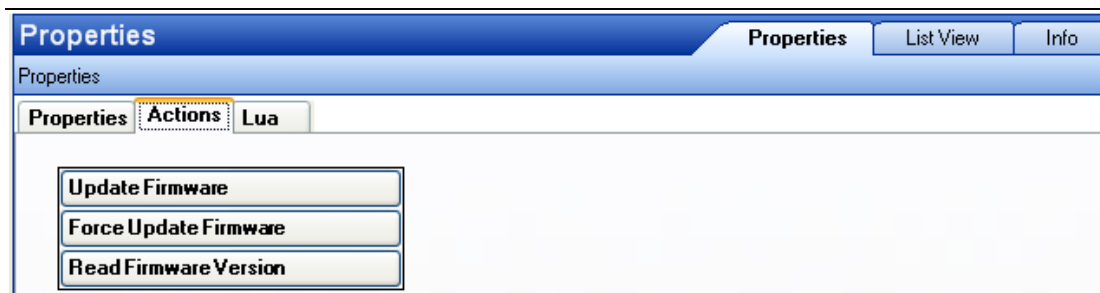 Properties Properties List View Info
Properties
Properties Actions Lua
Update Firmware
Force Update Firmware
Read Firmware Version